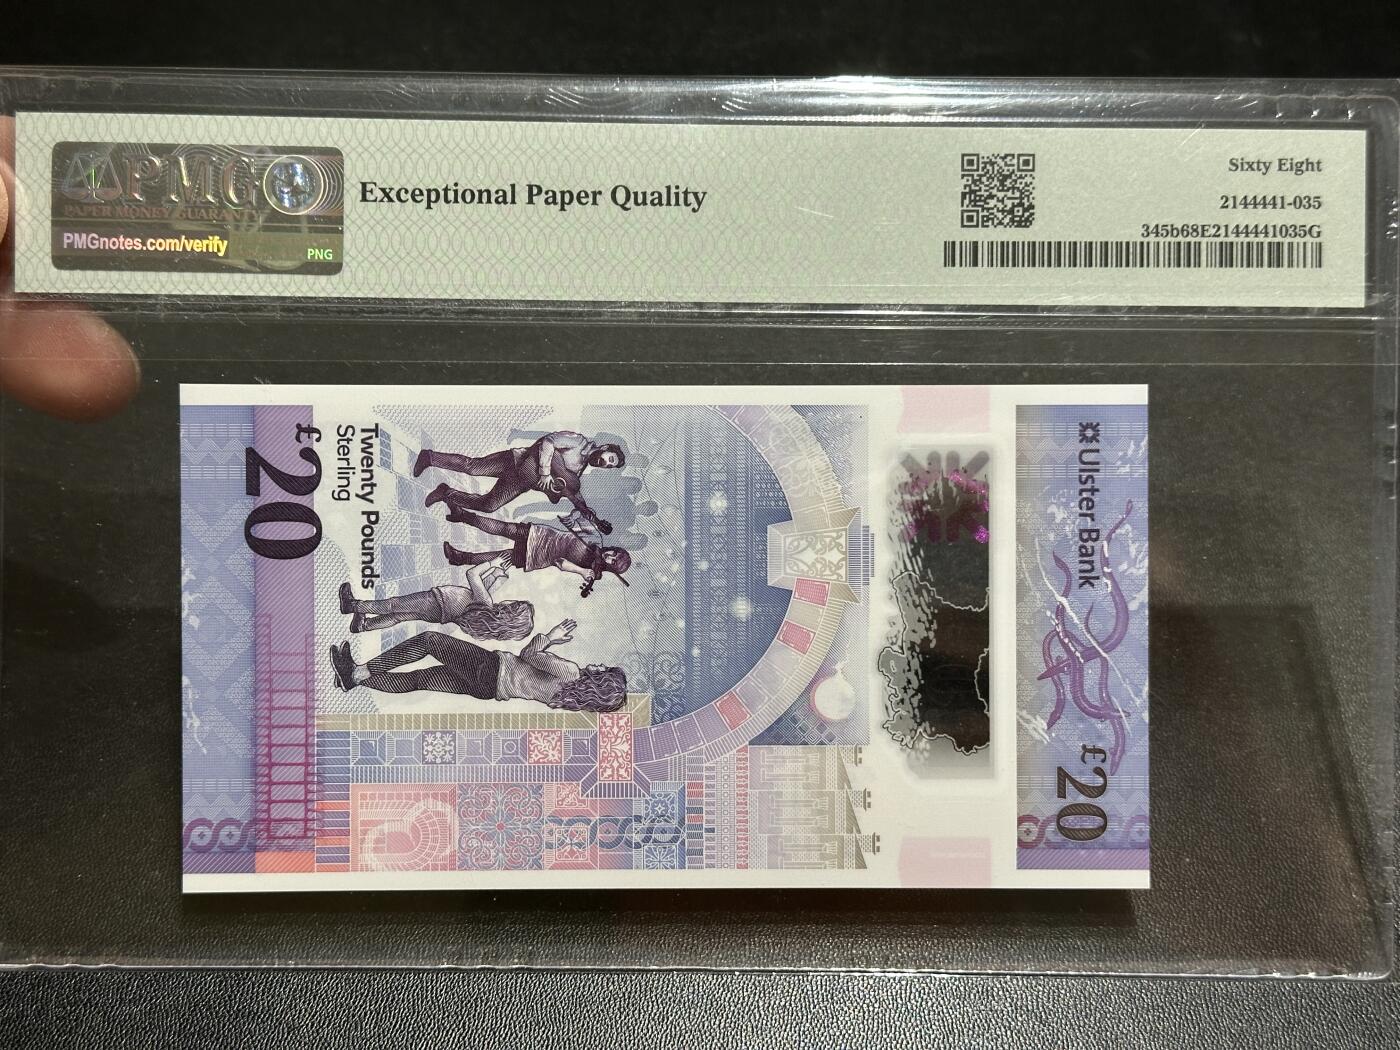 PMG
PAPER MONEY GUARANTY
PMGnotes.com/verify
PNG
Exceptional Paper Quality
Sixty Eight
2144441-035
345b68E2144441035G
Ulster Bank
£20
Twenty Pounds
Sterling
£20